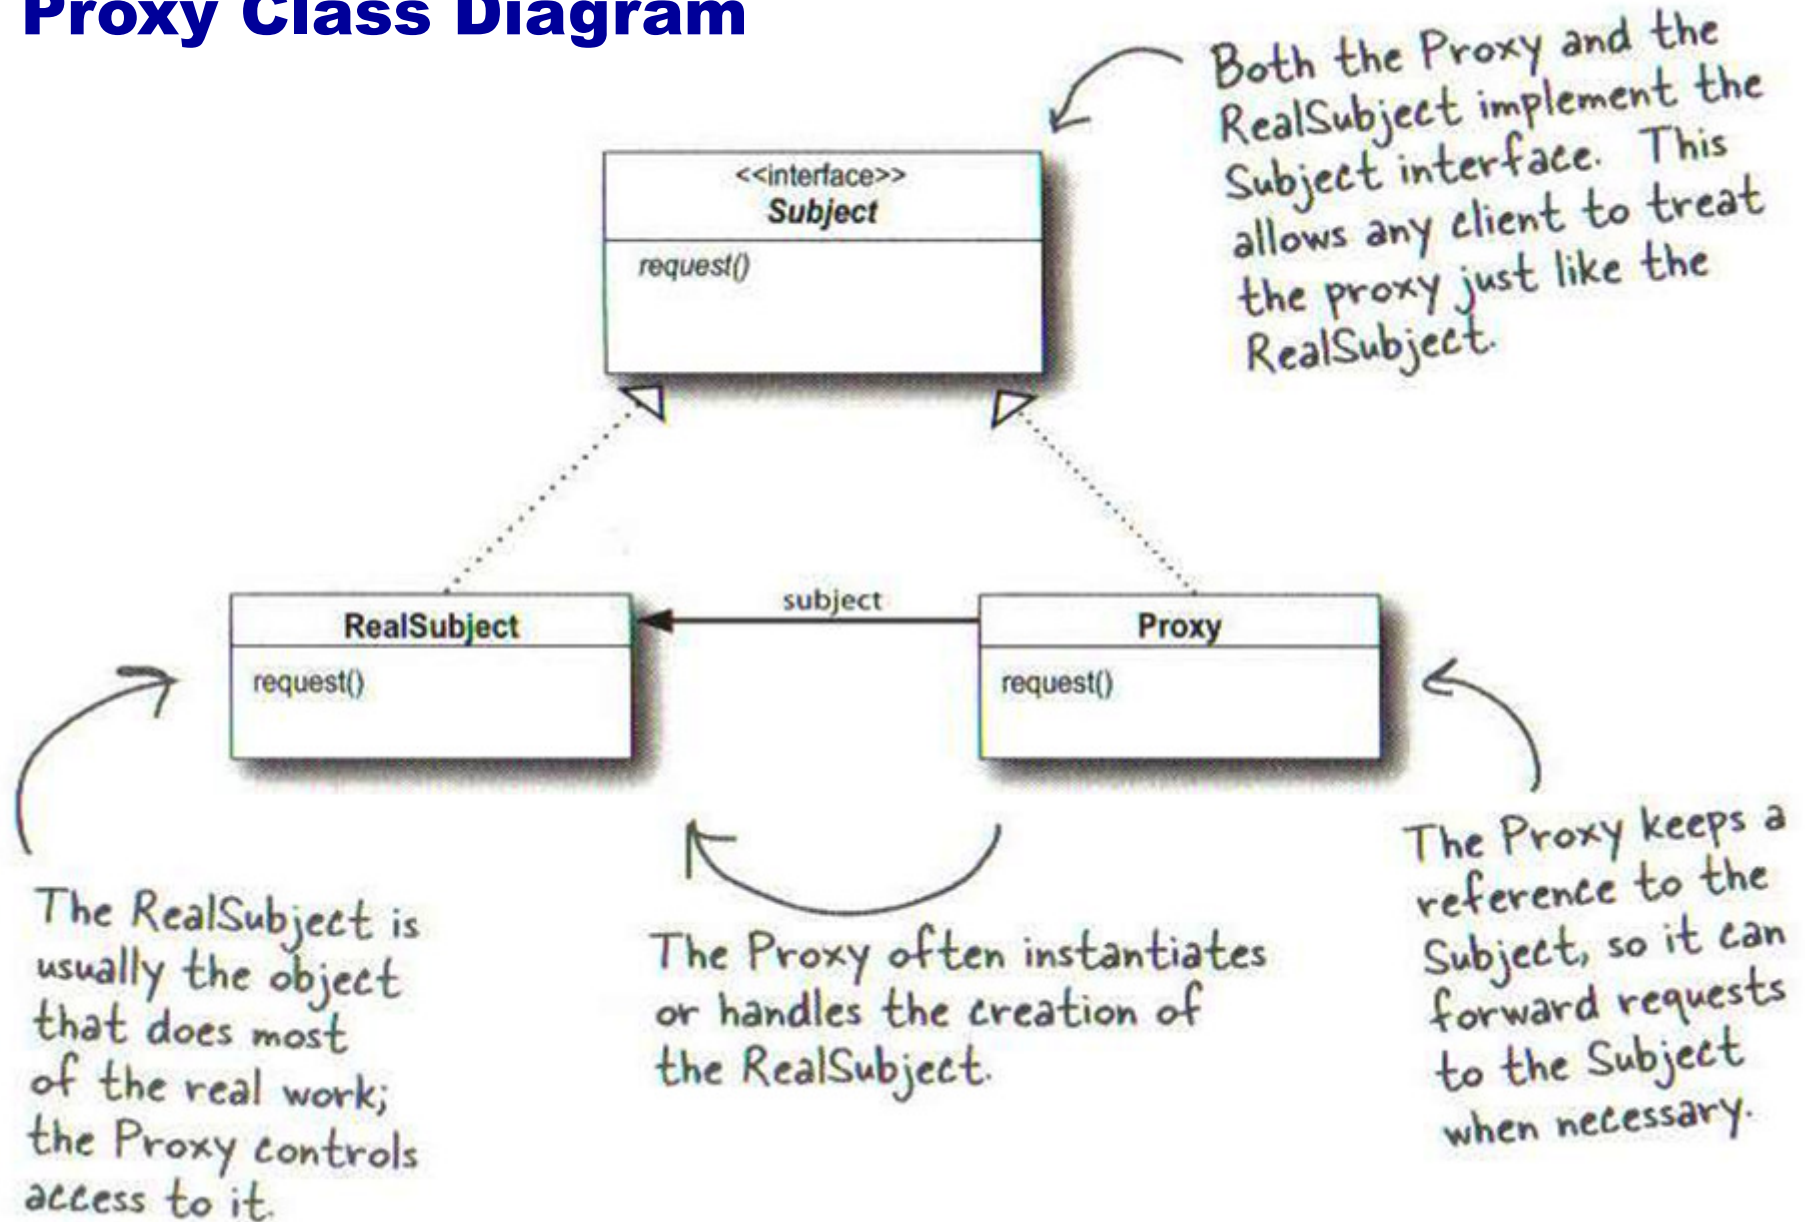 Proxy Class Diagram
Both the Proxy and the
RealSubject implement the
Subject interface. This
allows any client to treat
the proxy just like the
RealSubject.
<<interface>>
Subject
request()
subject
RealSubject
request()
Proxy
request()
The RealSubject is
usually the object
that does most
of the real work;
the Proxy controls
access to it.
The Proxy often instantiates
or handles the creation of
the RealSubject.
The Proxy keeps a
reference to the
Subject, so it can
forward requests
to the Subject
when necessary.